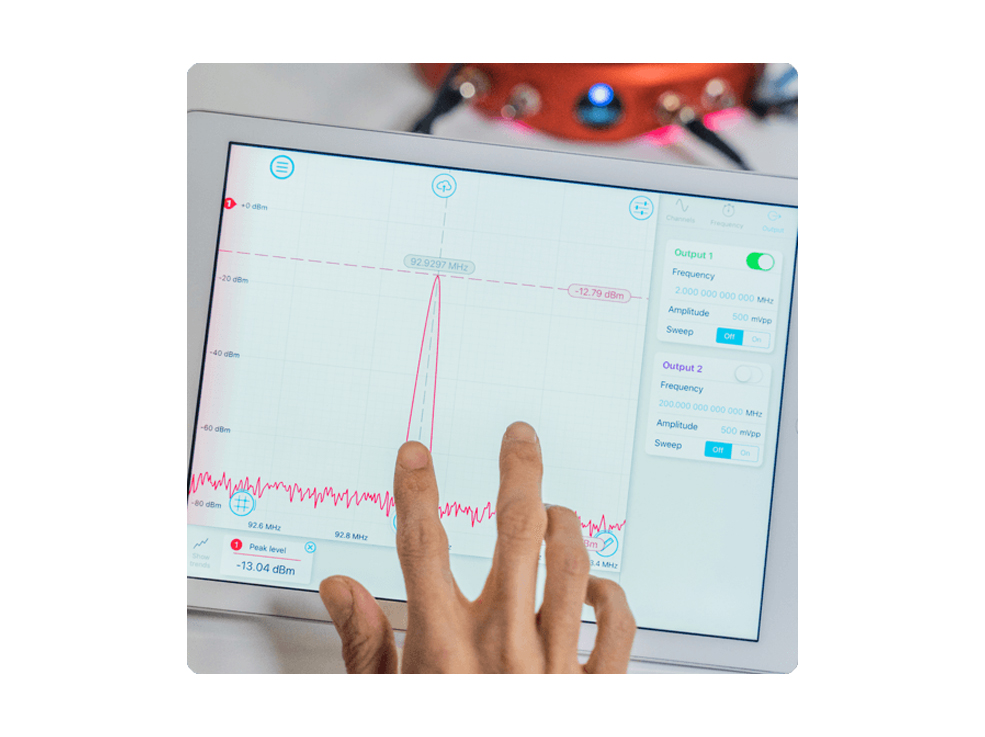 Channels
Frequency
Output
1
+0 dBm
92.9297 MHz
-12.79 dBm
-20 dBm
-40 dBm
-60 dBm
-80 dBm
92.6 MHz
92.8 MHz
Bm
3.4 MHz
Show trends
1 Peak level
-13.04 dBm
Output 1
Frequency
2.000 000 000 000 MHz
Amplitude
500 mVpp
Sweep
Off On
Output 2
Frequency
200.000 000 000 000 MHz
Amplitude
500 mVpp
Sweep
Off On